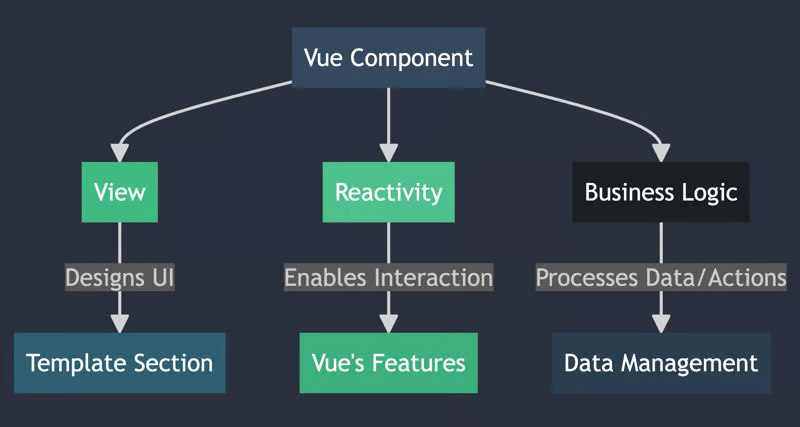 Vue Component
View
Reactivity
Business Logic
Designs UI
Enables Interaction
Processes Data/Actions
Template Section
Vue's Features
Data Management